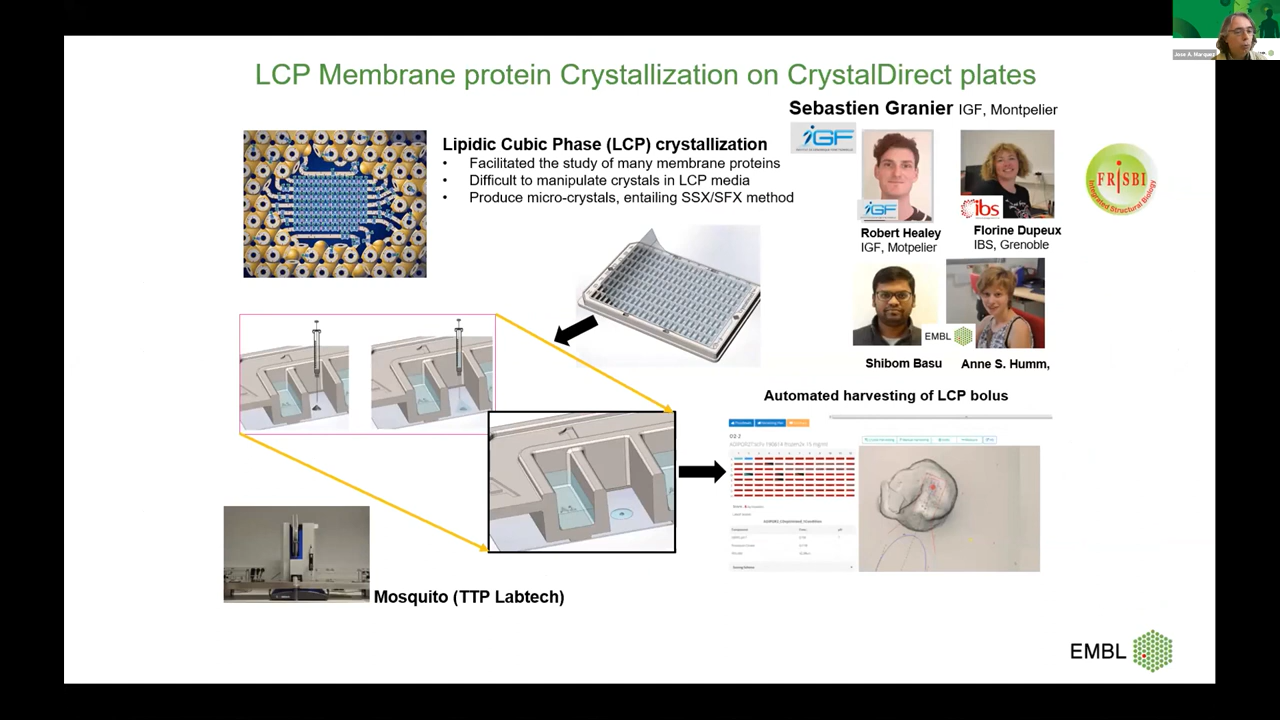 LCP Membrane protein Crystallization on CrystalDirect plates
Sebastien Granier IGF, Montpelier
IGF
Lipidic Cubic Phase (LCP) crystallization
• Facilitated the study of many membrane proteins
• Difficult to manipulate crystals in LCP media
• Produce micro-crystals, entailing SSX/SFX method
IGF
ibs
FRISBI
Integrated Structural Biology
Robert Healey
IGF, Motpelier
Florine Dupeux
IBS, Grenoble
EMBL
Shibom Basu
Anne S. Humm,
Automated harvesting of LCP bolus
Mosquito (TTP Labtech)
EMBL
Jose A. Marquez